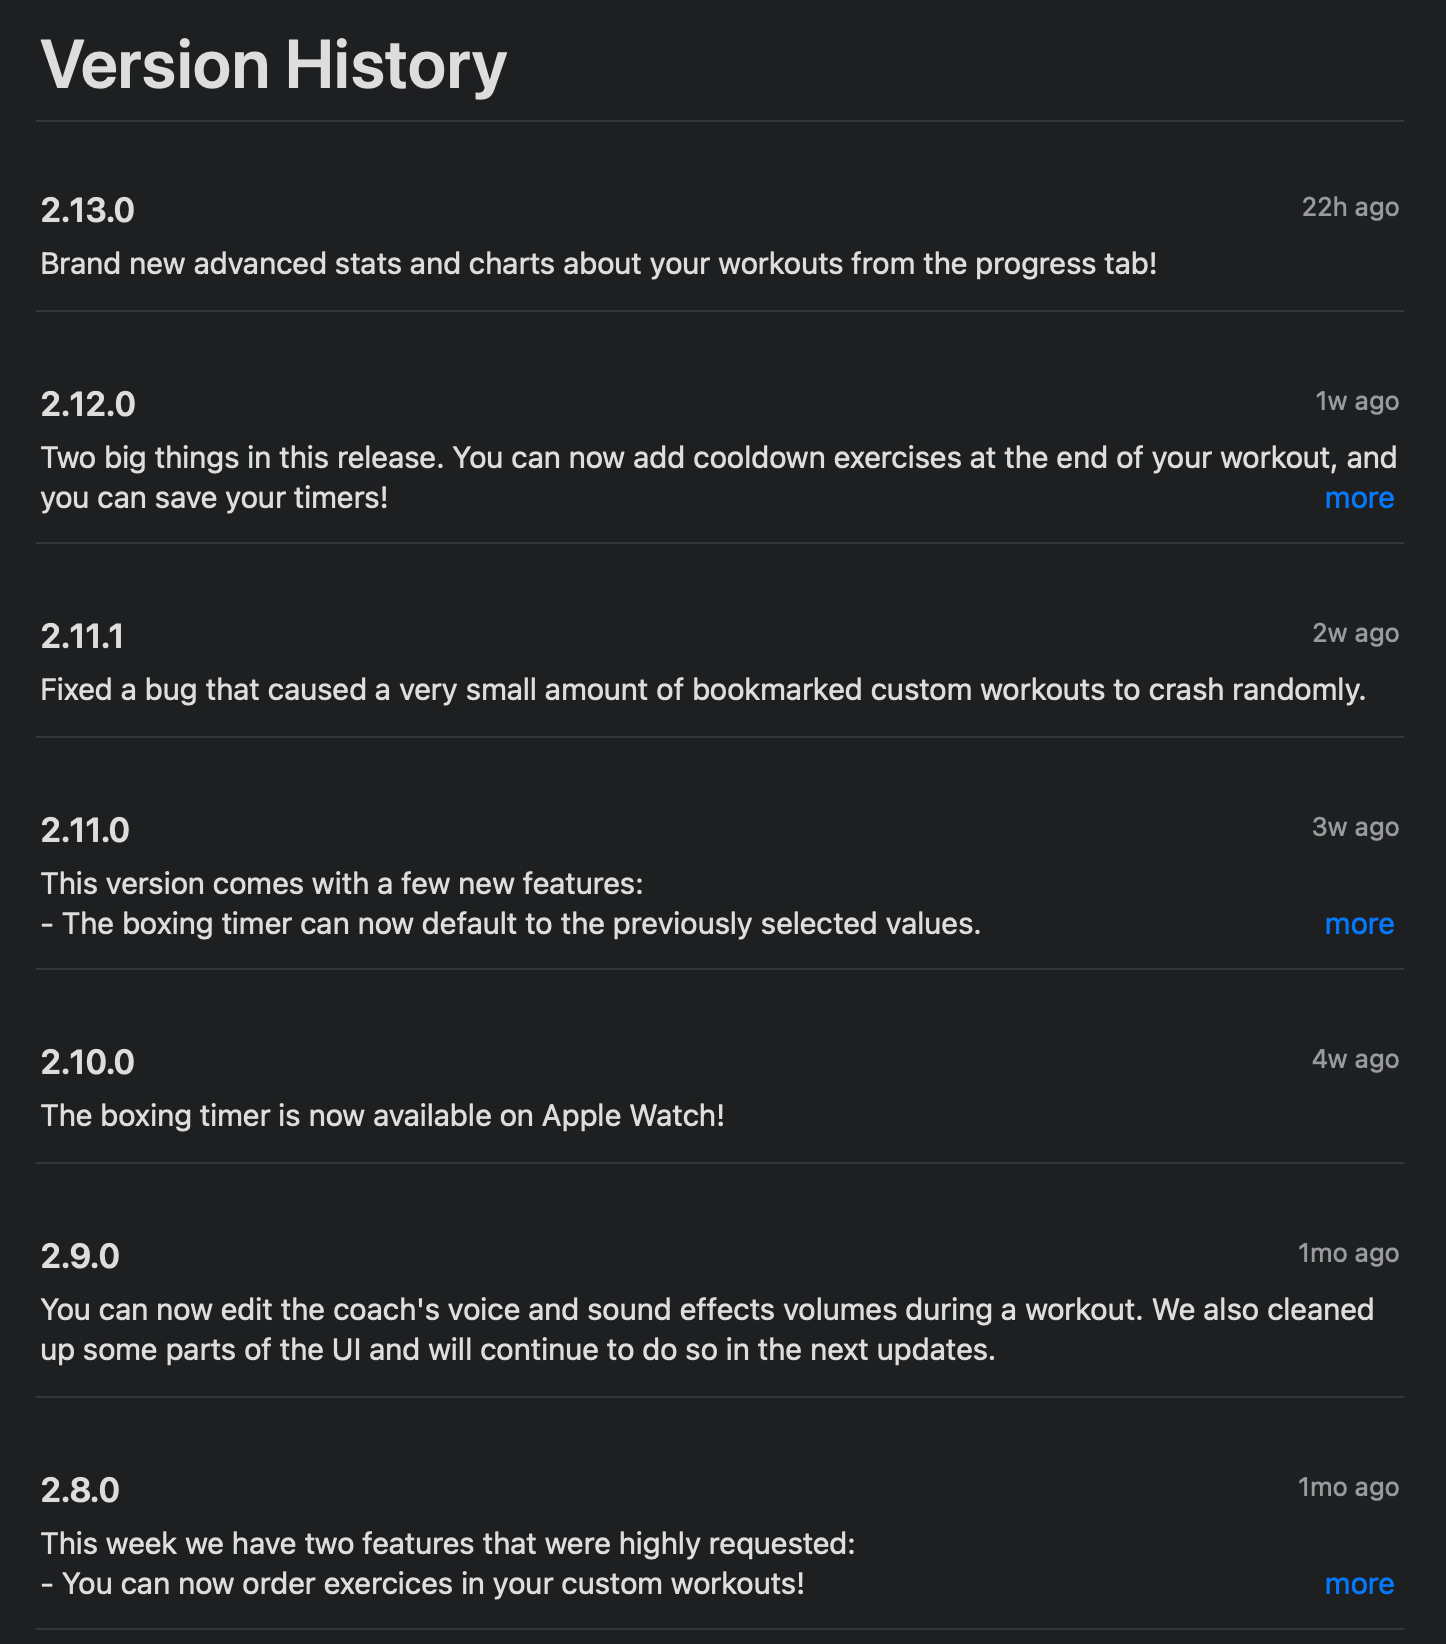 Version History
2.13.0
22h ago
Brand new advanced stats and charts about your workouts from the progress tab!
2.12.0
1w ago
Two big things in this release. You can now add cooldown exercises at the end of your workout, and
you can save your timers!
more
2.11.1
2w ago
Fixed a bug that caused a very small amount of bookmarked custom workouts to crash randomly.
2.11.0
3w ago
This version comes with a few new features:
- The boxing timer can now default to the previously selected values.
more
2.10.0
4w ago
The boxing timer is now available on Apple Watch!
2.9.0
1mo ago
You can now edit the coach's voice and sound effects volumes during a workout. We also cleaned
up some parts of the UI and will continue to do so in the next updates.
2.8.0
1mo ago
This week we have two features that were highly requested:
- You can now order exercices in your custom workouts!
more